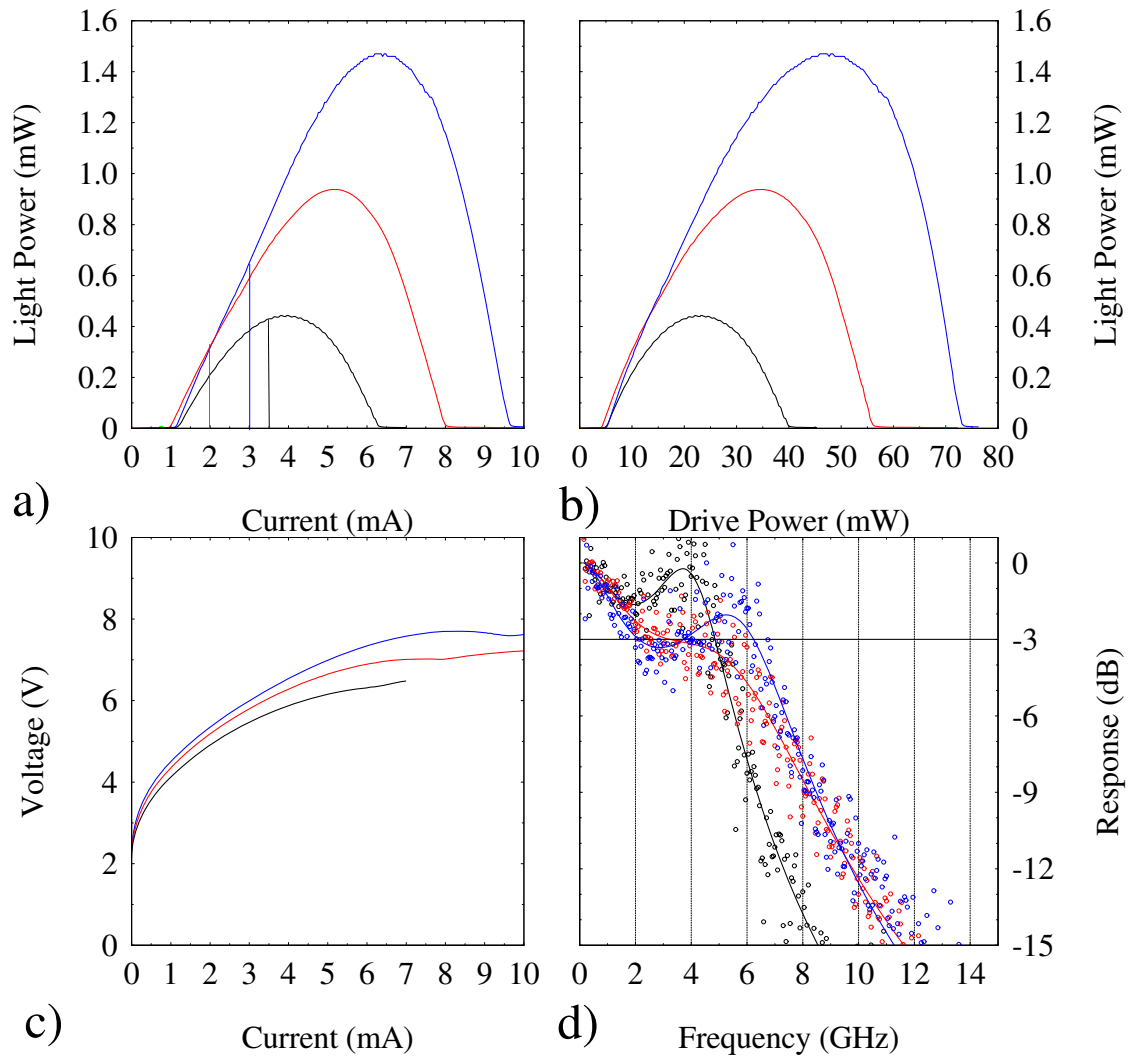 1.6
1.4
1.2
1.0
0.8
0.6
0.4
0.2
0
Light Power (mW)
0 1 2 3 4 5 6 7 8 9 10
Current (mA)
a)
1.6
1.4
1.2
1.0
0.8
0.6
0.4
0.2
0
Light Power (mW)
0 10 20 30 40 50 60 70 80
Drive Power (mW)
b)
10
8
6
4
2
0
Voltage (V)
0 1 2 3 4 5 6 7 8 9 10
Current (mA)
c)
0
-3
-6
-9
-12
-15
Response (dB)
0 2 4 6 8 10 12 14
Frequency (GHz)
d)